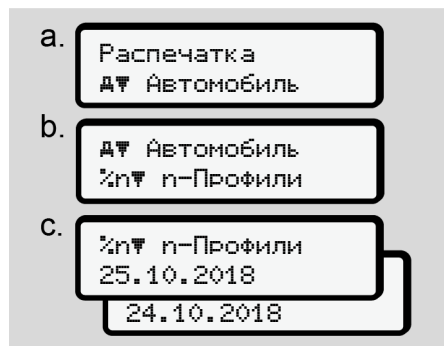 a.
Распечатка
Д▼ Автомобиль
b.
Д▼ Автомобиль
%n▼ n-Профили
c.
%n▼ n-Профили
25.10.2018
24.10.2018